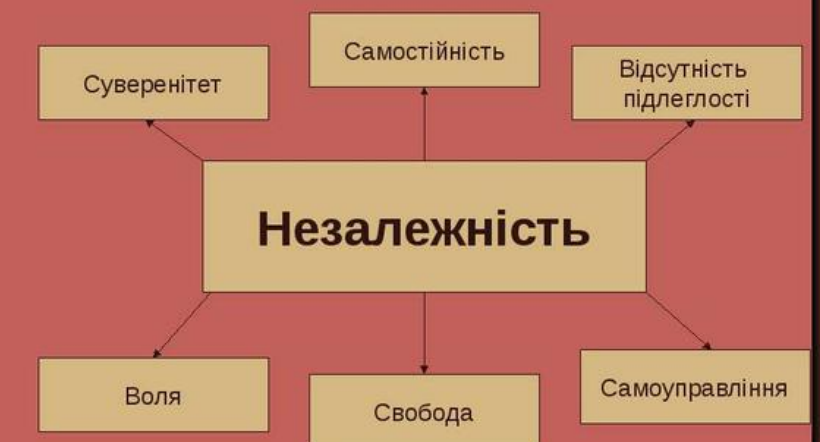 Суверенітет
Самостійність
Відсутність
підлеглості
Незалежність
Воля
Свобода
Самоуправління